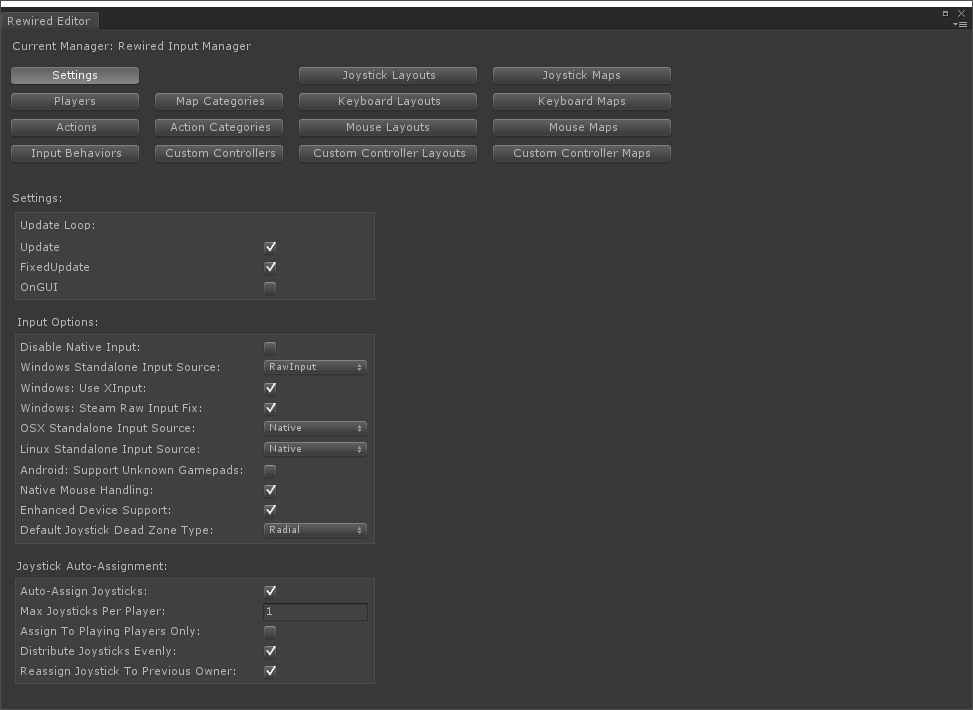 Rewired Editor
Current Manager: Rewired Input Manager
Settings Joystick Layouts Joystick Maps
Players Map Categories Keyboard Layouts Keyboard Maps
Actions Action Categories Mouse Layouts Mouse Maps
Input Behaviors Custom Controllers Custom Controller Layouts Custom Controller Maps
Settings:
Update Loop:
Update
FixedUpdate
OnGUI
Input Options:
Disable Native Input:
Windows Standalone Input Source: RawInput
Windows: Use XInput:
Windows: Steam Raw Input Fix:
OSX Standalone Input Source: Native
Linux Standalone Input Source: Native
Android: Support Unknown Gamepads:
Native Mouse Handling:
Enhanced Device Support:
Default Joystick Dead Zone Type: Radial
Joystick Auto-Assignment:
Auto-Assign Joysticks:
Max Joysticks Per Player: 1
Assign To Playing Players Only:
Distribute Joysticks Evenly:
Reassign Joystick To Previous Owner: